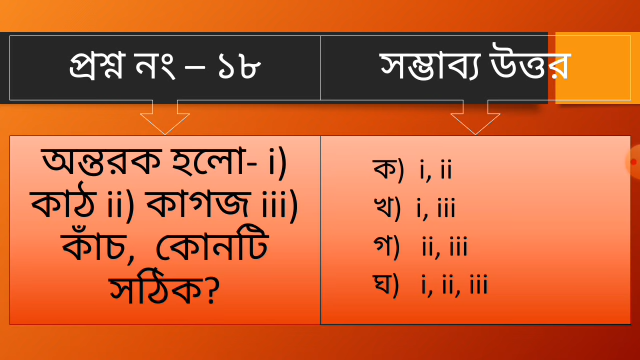 প্রশ্ন নং – ১৮
সম্ভাব্য উত্তর
অন্তরক হলো- i)
কাঠ ii) কাগজ iii)
কাঁচ, কোনটি
সঠিক?
ক) i, ii
খ) i, iii
গ) ii, iii
ঘ) i, ii, iii